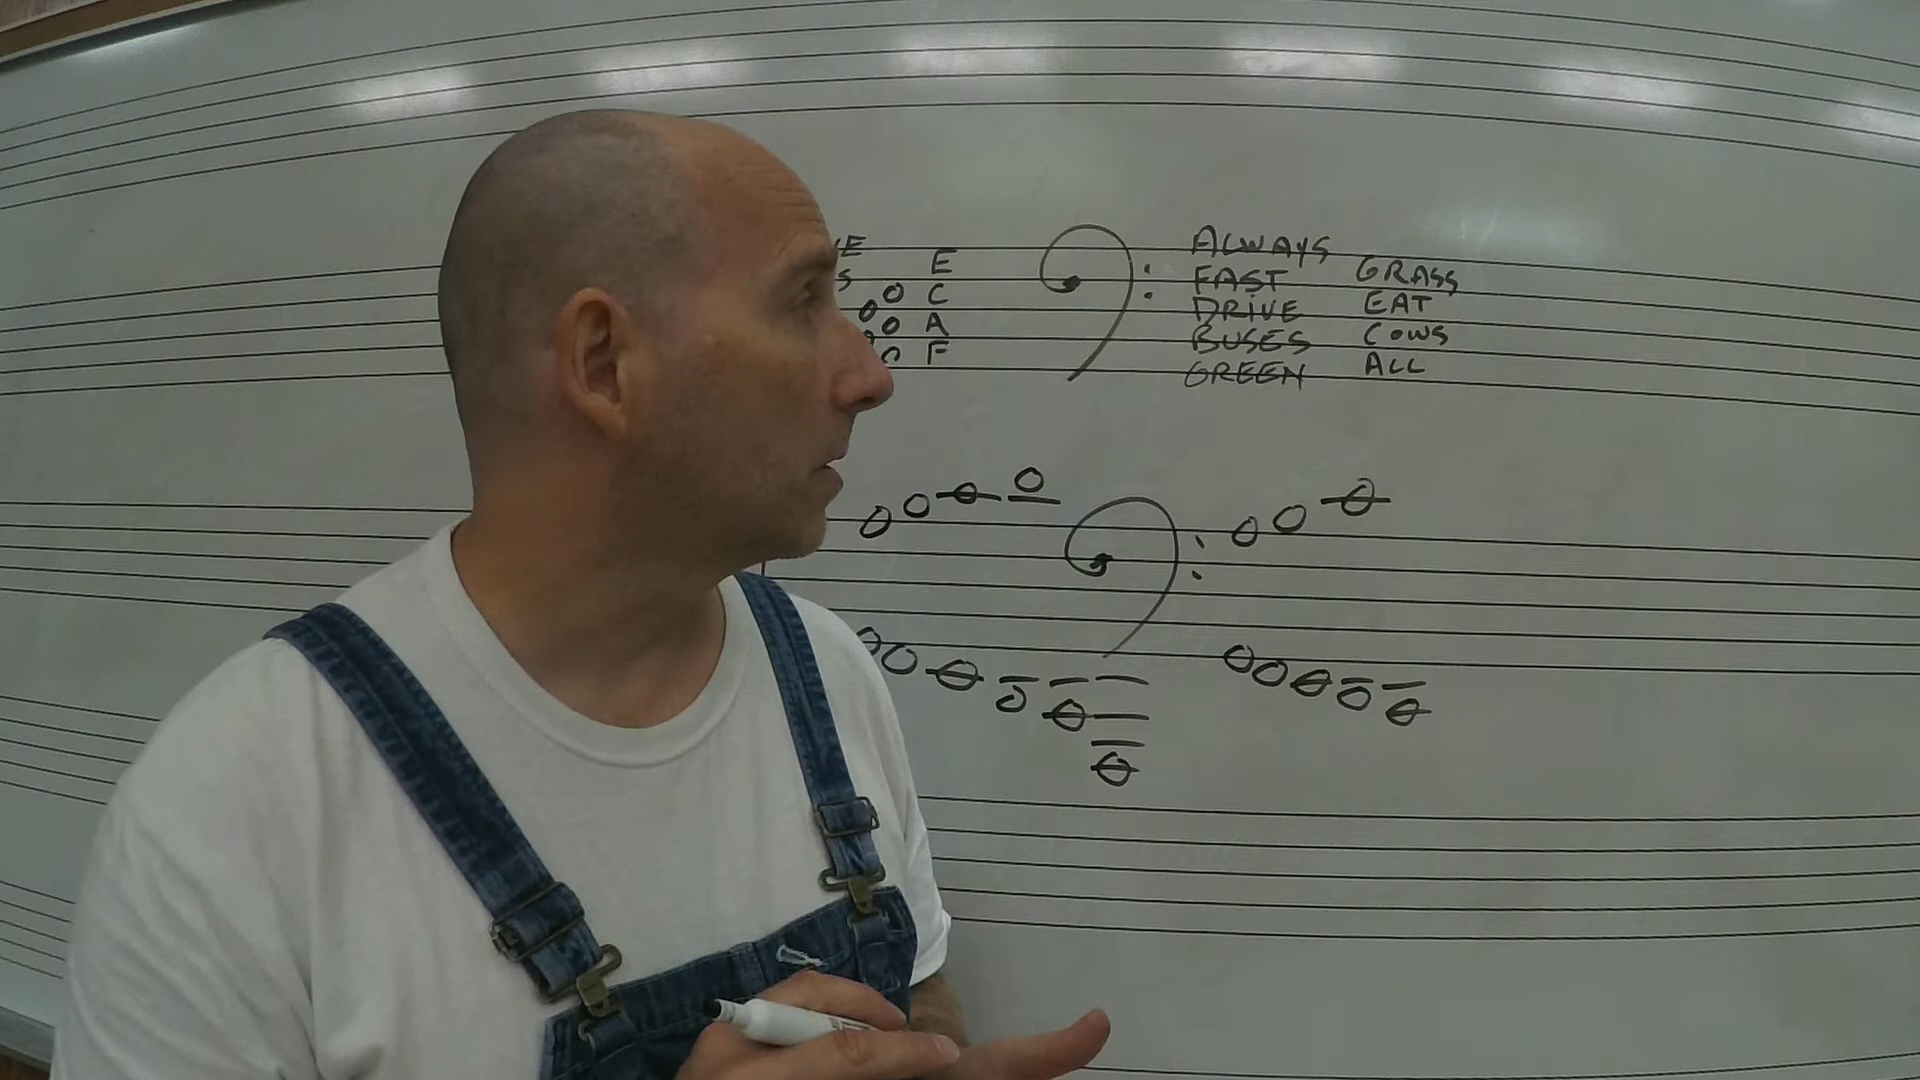 E
C
A
F
ALWAYS
FAST
DRIVE
BUSES
GREEN
GRASS
EAT
COWS
ALL